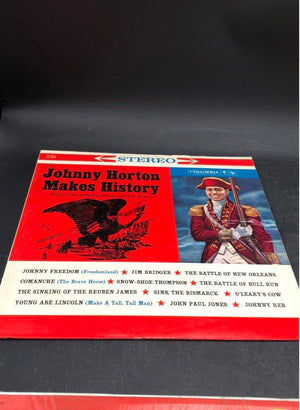 STEREO
Johnny Horton
Makes History
COLUMBIA
JOHNNY FREEDOM (Freedomland) ★ JIM BRIDGER ★ THE BATTLE OF NEW ORLEANS
COMANCHE (The Brave Horse) ★ SNOW-SHOE THOMPSON ★ THE BATTLE OF BULL RUN
THE SINKING OF THE REUBEN JAMES ★ SINK THE BISMARCK ★ O'LEARY'S COW
YOUNG ABE LINCOLN (Make A Tall, Tall Man) ★ JOHN PAUL JONES ★ JOHNNY REB